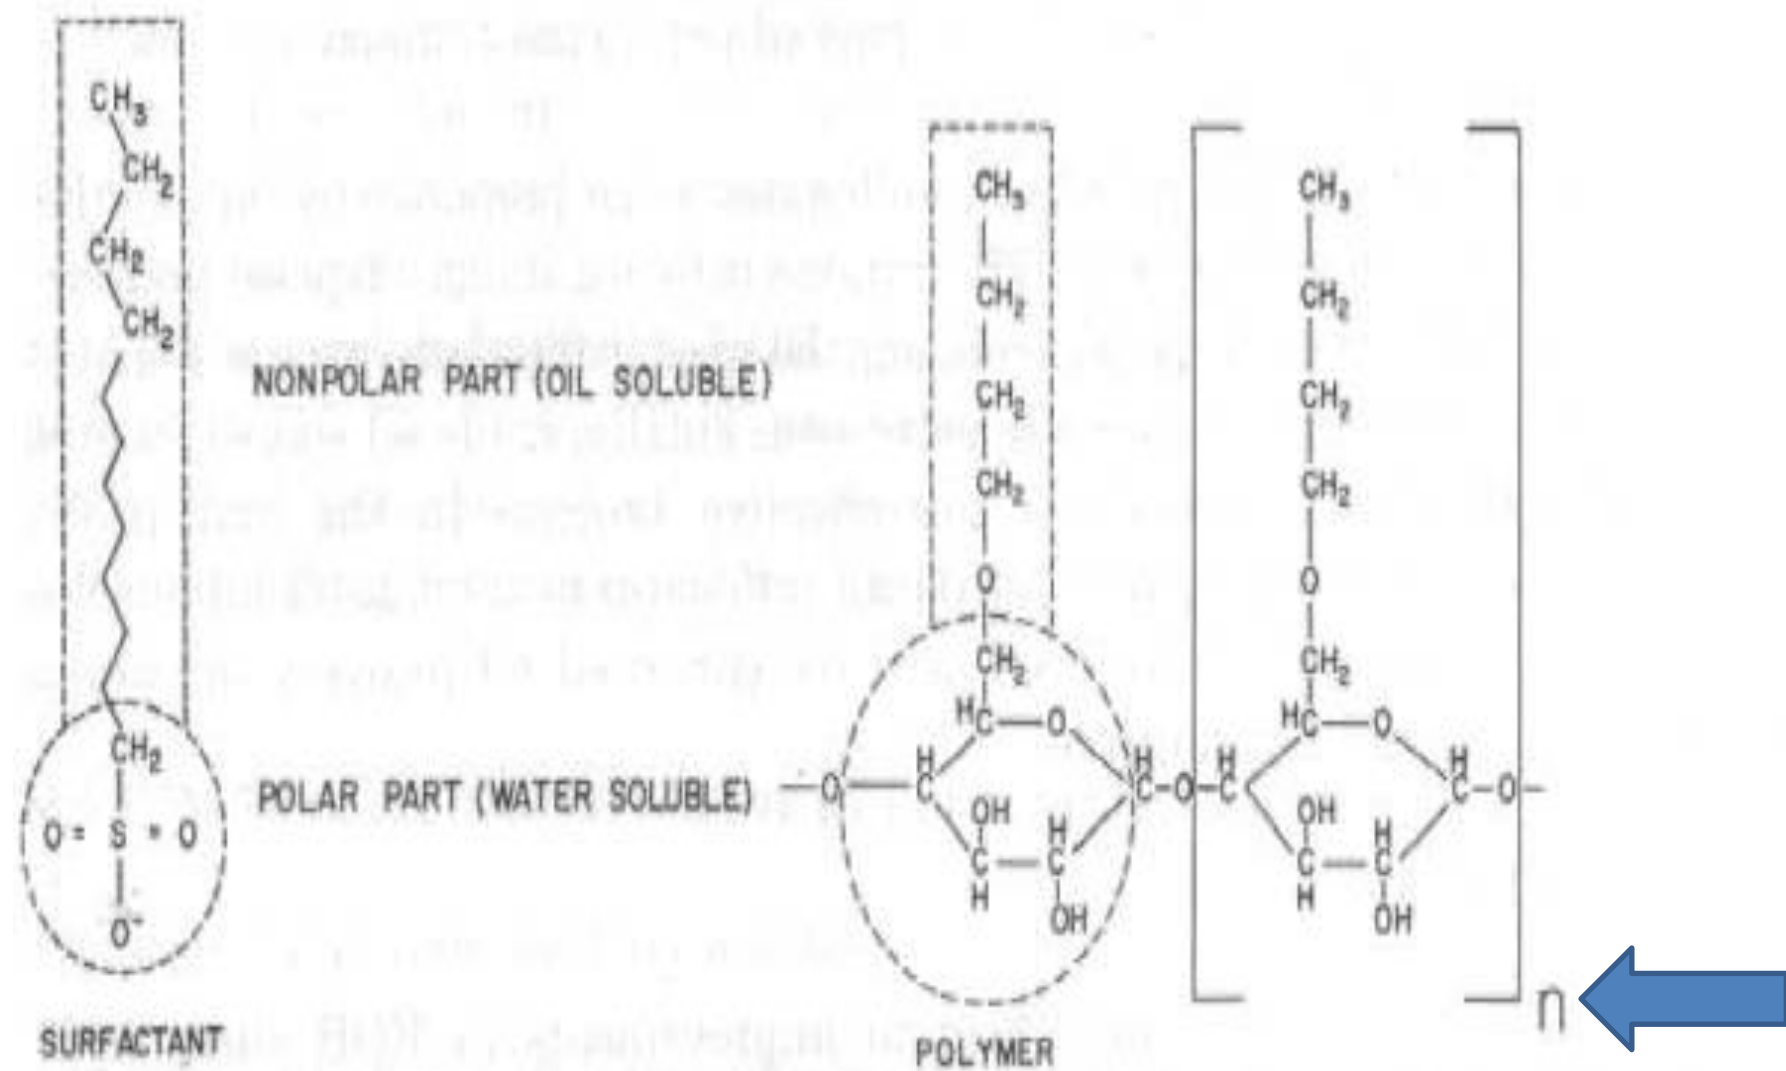 CH3
CH2
CH2
CH2
NONPOLAR PART (OIL SOLUBLE)
CH2
O = S = O
O-
SURFACTANT
POLAR PART (WATER SOLUBLE)
CH3
CH2
CH2
CH2
O
CH2
HC O
O H C H C O
OH H
C C
H OH
POLYMER
CH3
CH2
CH2
CH2
O
CH2
HC O
H C H C O
OH H
C C
H OH
n